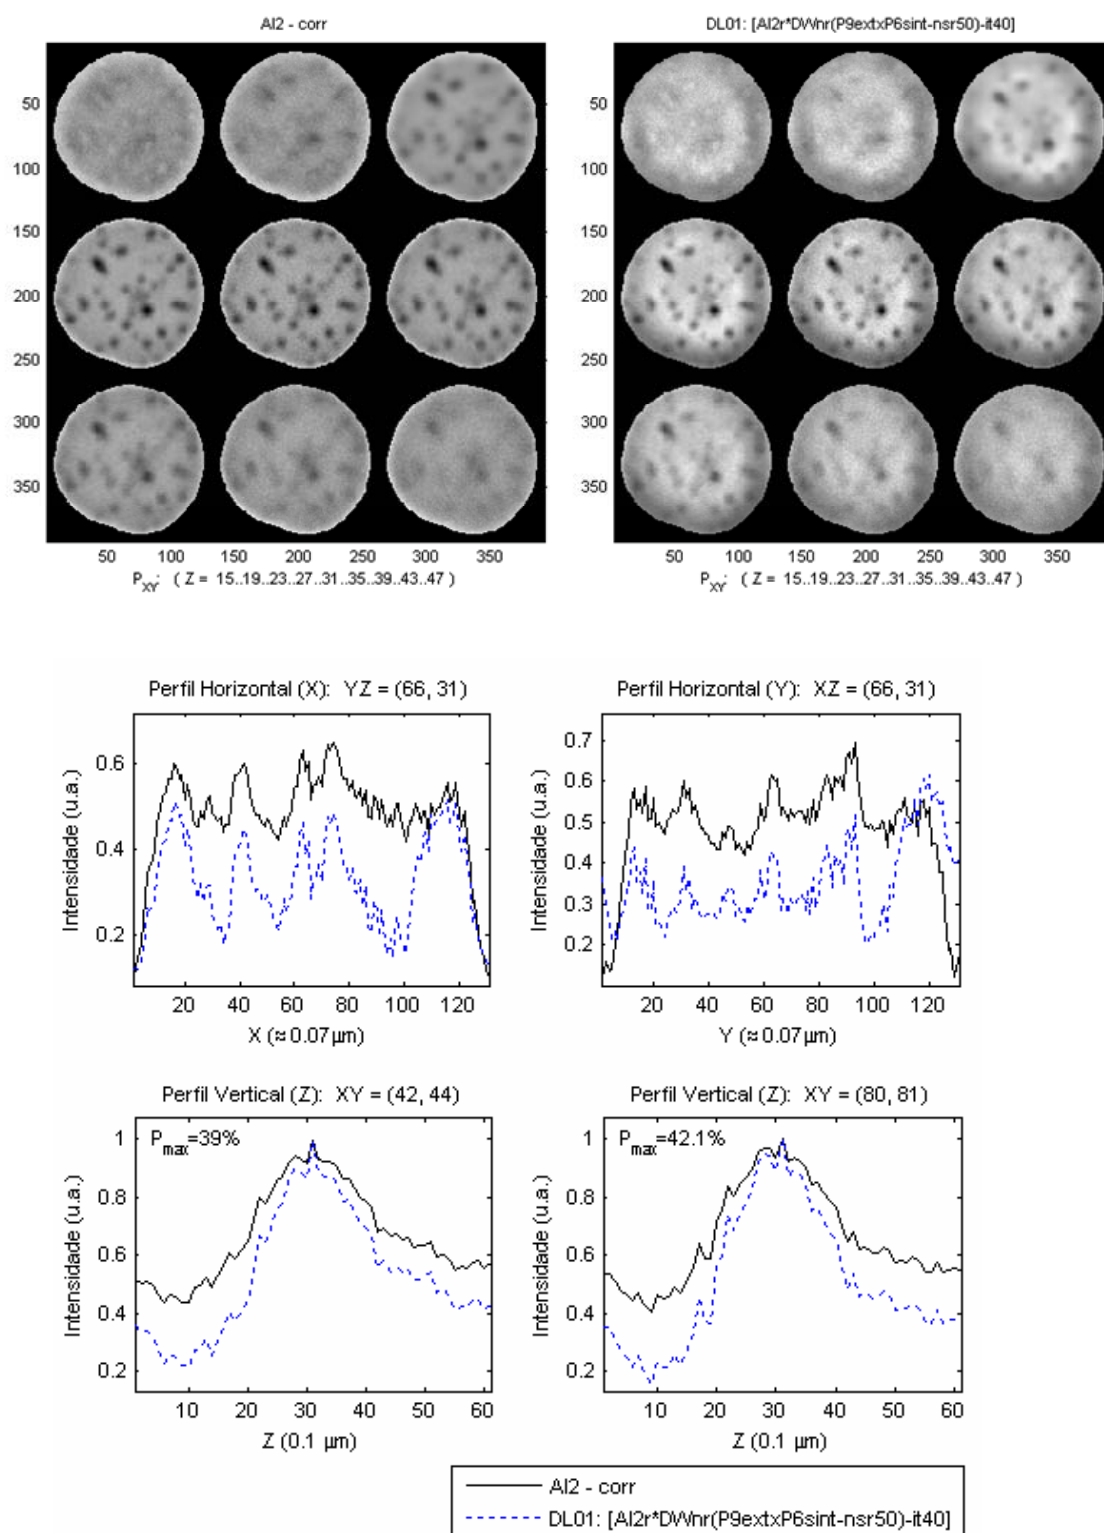 AI2 - corr
DL01: [AI2r*DWnr(P9extxP6sint-nsr50)-it40]
50
100
150
200
250
300
350
50 100 150 200 250 300 350
P_XY: ( Z = 15..19..23..27..31..35..39..43..47 )
50
100
150
200
250
300
350
50 100 150 200 250 300 350
P_XY: ( Z = 15..19..23..27..31..35..39..43..47 )
Perfil Horizontal (X): YZ = (66, 31)
Intensidade (u.a.)
0.6
0.4
0.2
20 40 60 80 100 120
X (≈0.07µm)
Perfil Horizontal (Y): XZ = (66, 31)
Intensidade (u.a.)
0.7
0.6
0.5
0.4
0.3
0.2
20 40 60 80 100 120
Y (≈0.07µm)
Perfil Vertical (Z): XY = (42, 44)
P_max=39%
Intensidade (u.a.)
1
0.8
0.6
0.4
0.2
10 20 30 40 50 60
Z (0.1 µm)
Perfil Vertical (Z): XY = (80, 81)
P_max=42.1%
Intensidade (u.a.)
1
0.8
0.6
0.4
0.2
10 20 30 40 50 60
Z (0.1 µm)
AI2 - corr
DL01: [AI2r*DWnr(P9extxP6sint-nsr50)-it40]